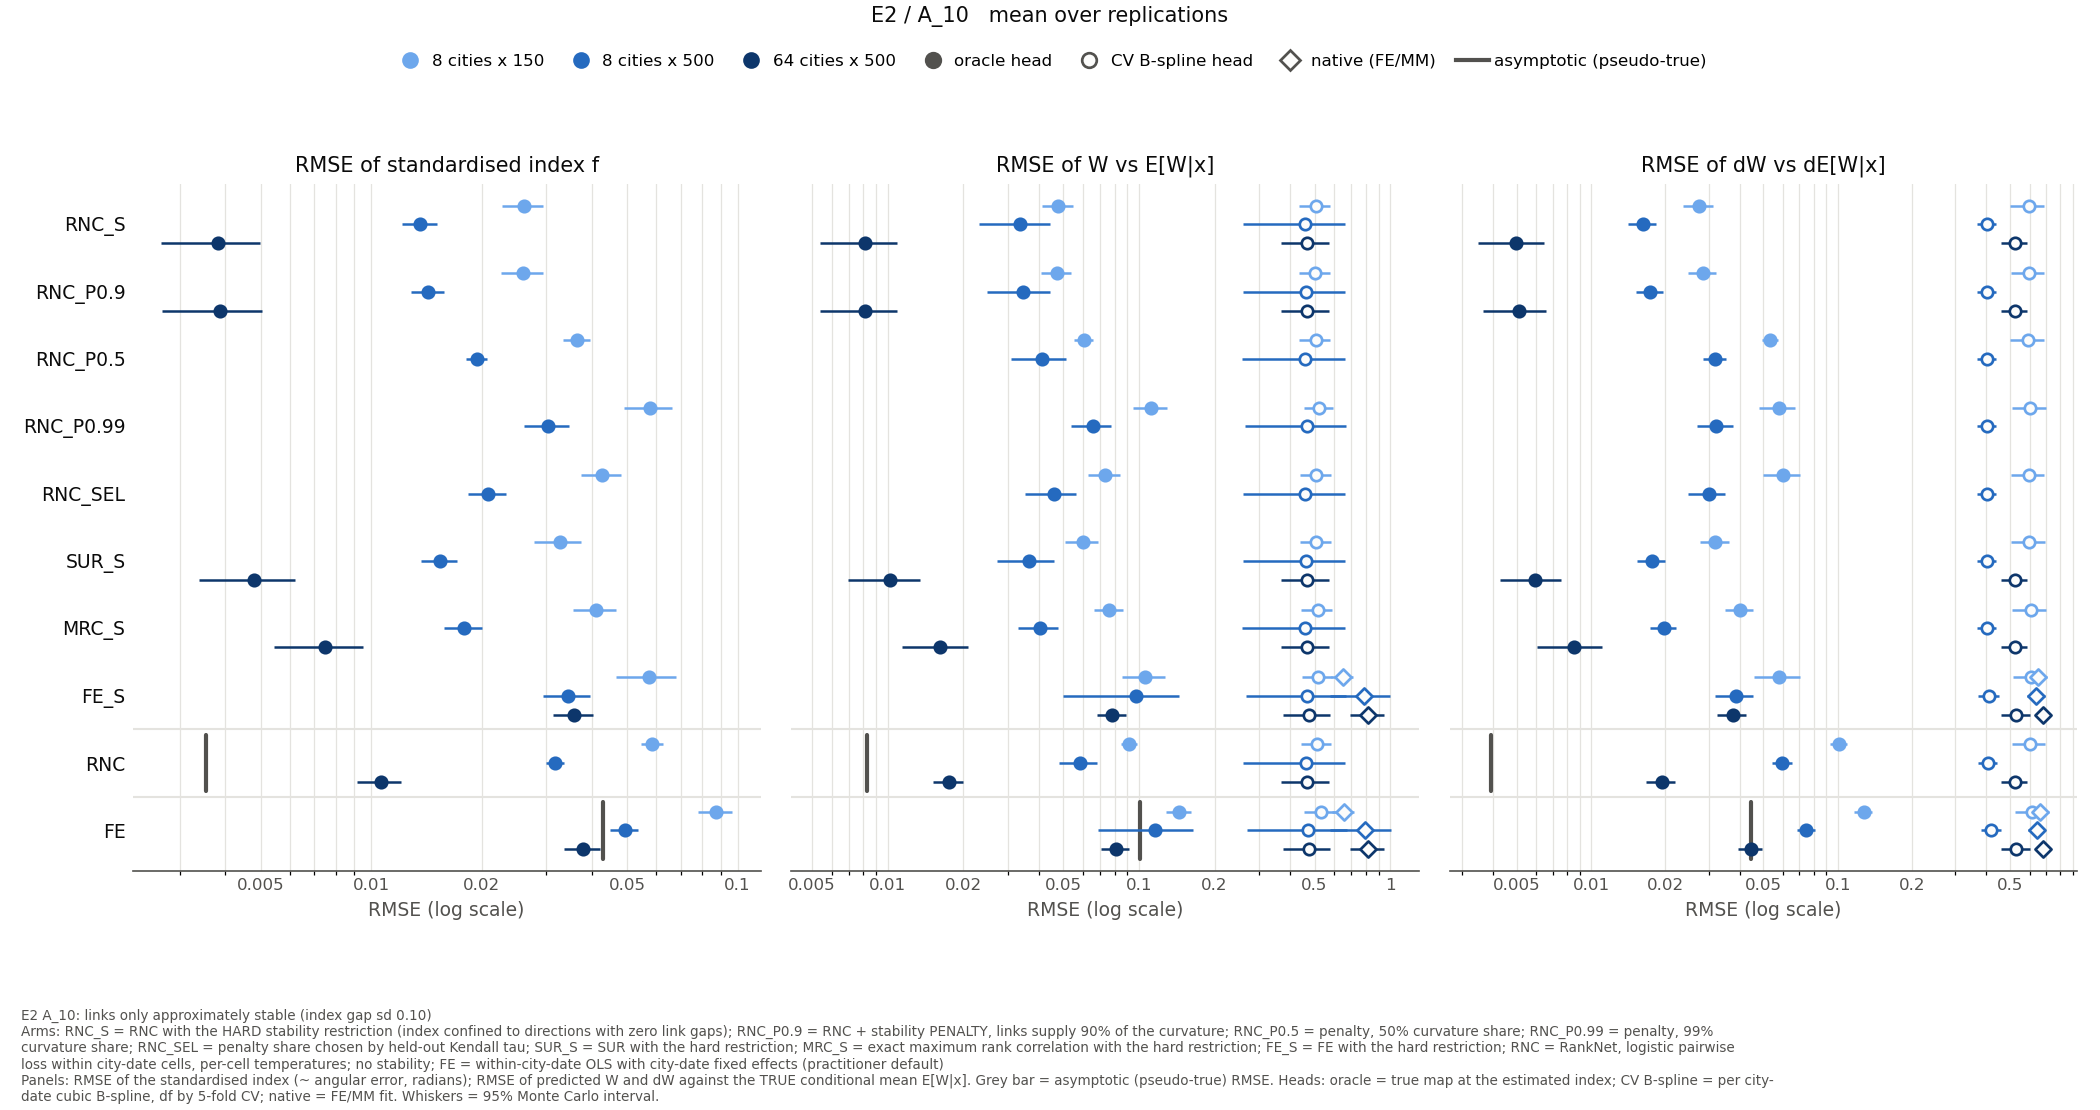 E2 / A_10   mean over replications
8 cities x 150
8 cities x 500
64 cities x 500
oracle head
CV B-spline head
native (FE/MM)
asymptotic (pseudo-true)
RMSE of standardised index f
RMSE of W vs E[W|x]
RMSE of dW vs dE[W|x]
RNC_S
RNC_P0.9
RNC_P0.5
RNC_P0.99
RNC_SEL
SUR_S
MRC_S
FE_S
RNC
FE
0.005 0.01 0.02 0.05 0.1
0.005 0.01 0.02 0.05 0.1 0.2 0.5 1
0.005 0.01 0.02 0.05 0.1 0.2 0.5
RMSE (log scale)
RMSE (log scale)
RMSE (log scale)
E2 A_10: links only approximately stable (index gap sd 0.10)
Arms: RNC_S = RNC with the HARD stability restriction (index confined to directions with zero link gaps); RNC_P0.9 = RNC + stability PENALTY, links supply 90% of the curvature; RNC_P0.5 = penalty, 50% curvature share; RNC_P0.99 = penalty, 99%
curvature share; RNC_SEL = penalty share chosen by held-out Kendall tau; SUR_S = SUR with the hard restriction; MRC_S = exact maximum rank correlation with the hard restriction; FE_S = FE with the hard restriction; RNC = RankNet, logistic pairwise
loss within city-date cells, per-cell temperatures; no stability; FE = within-city-date OLS with city-date fixed effects (practitioner default)
Panels: RMSE of the standardised index (~ angular error, radians); RMSE of predicted W and dW against the TRUE conditional mean E[W|x]. Grey bar = asymptotic (pseudo-true) RMSE. Heads: oracle = true map at the estimated index; CV B-spline = per city-
date cubic B-spline, df by 5-fold CV; native = FE/MM fit. Whiskers = 95% Monte Carlo interval.